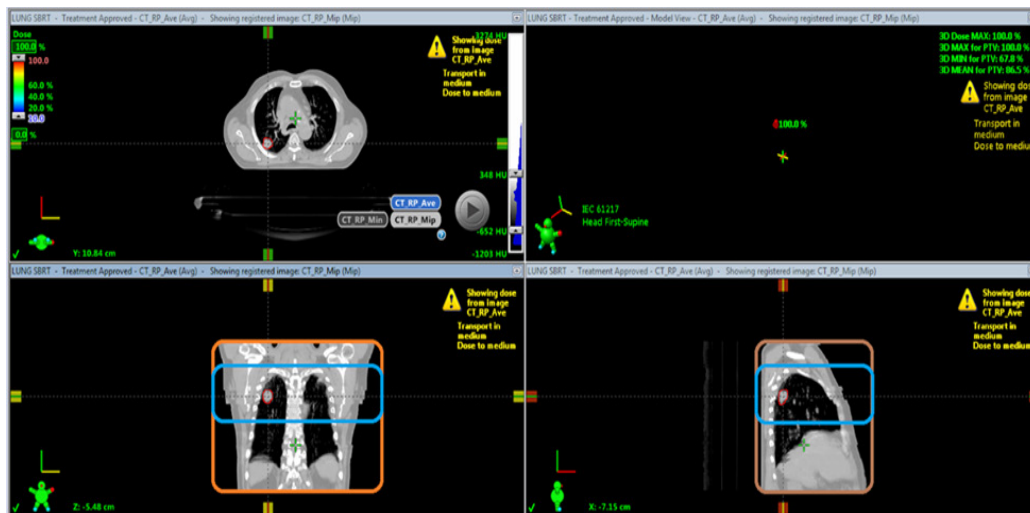 LUNG SBRT - Treatment Approved - CT_RP_Ave (Avg) - Showing registered image: CT_RP_Mip (Mip)
Dose
100.0 %
100.0
60.0 %
40.0 %
20.0 %
0.0 %
3274 HU
Showing dose
from image
CT_RP_Ave
Transport in
medium
Dose to medium
348 HU
CT_RP_Ave
CT_RP_Min
CT_RP_Mip
-652 HU
-1203 HU
Y: 10.84 cm
LUNG SBRT - Treatment Approved - Model View - CT_RP_Ave (Avg) - Showing registered image: CT_RP_Mip (Mip)
3D Dose MAX: 100.0 %
3D MAX for PTV: 100.0 %
3D MIN for PTV: 67.8 %
3D MEAN for PTV: 86.5 %
Showing dose
from image
CT_RP_Ave
Transport in
medium
Dose to medium
100.0 %
IEC 61217
Head First-Supine
LUNG SBRT - Treatment Approved - CT_RP_Ave (Avg) - Showing registered image: CT_RP_Mip (Mip)
Showing dose
from image
CT_RP_Ave
Transport in
medium
Dose to medium
Z: -5.48 cm
LUNG SBRT - Treatment Approved - CT_RP_Ave (Avg) - Showing registered image: CT_RP_Mip (Mip)
Showing dose
from image
CT_RP_Ave
Transport in
medium
Dose to medium
X: -7.15 cm